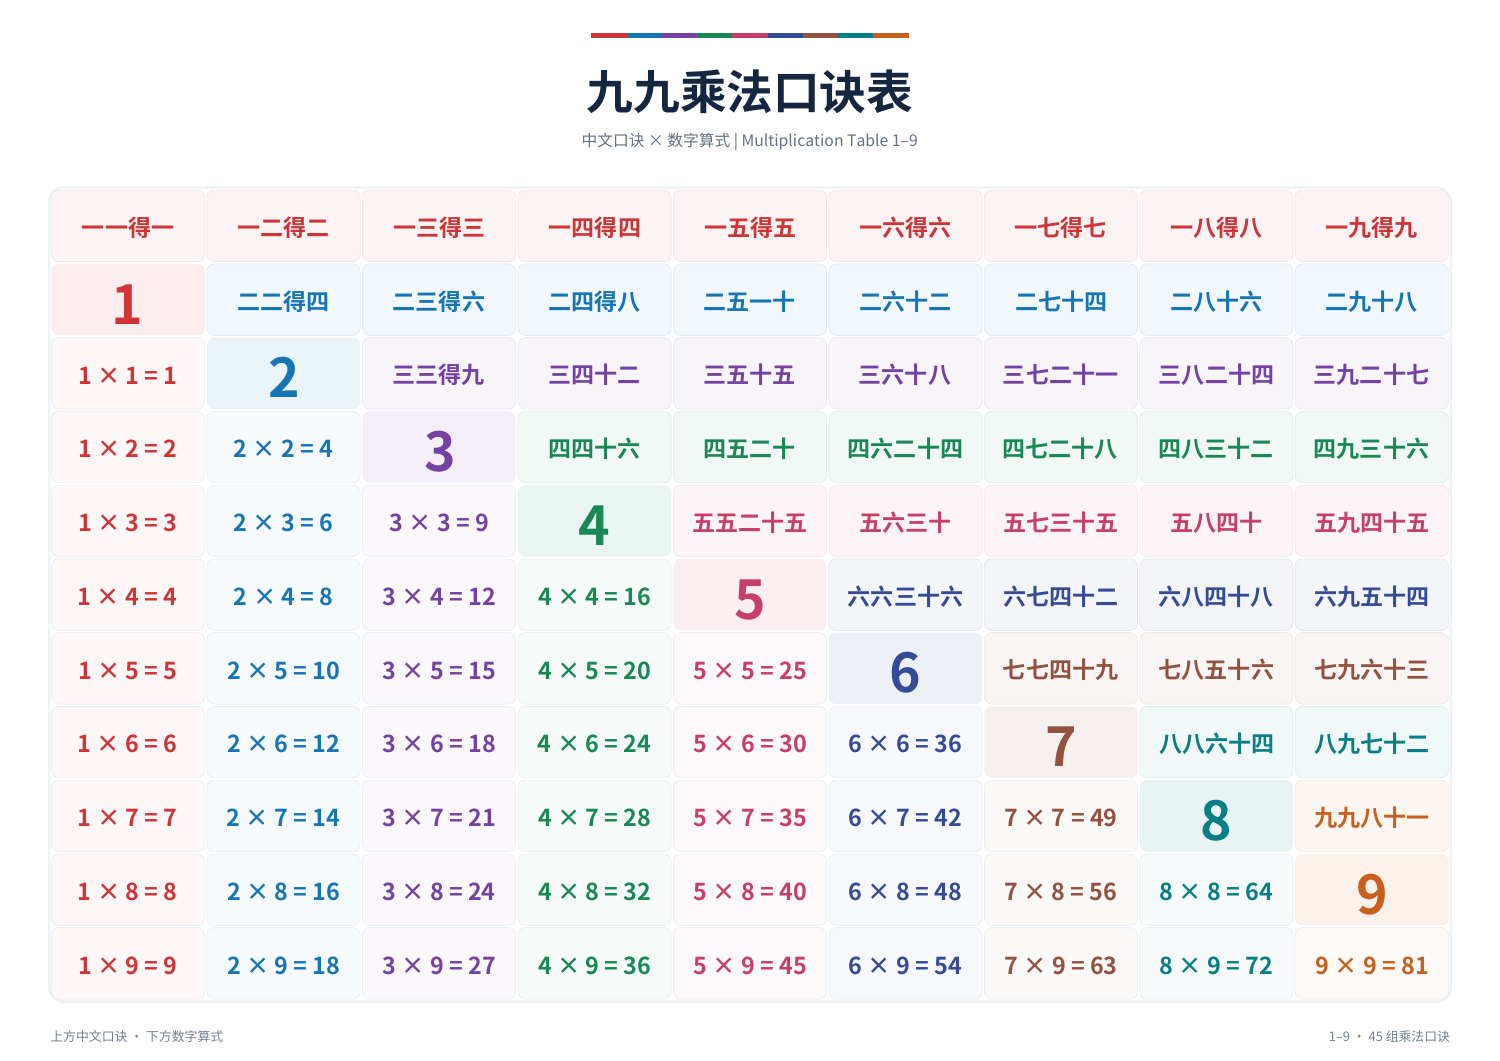 九九乘法口诀表
中文口诀 × 数字算式 | Multiplication Table 1–9
一一得一 一二得二 一三得三 一四得四 一五得五 一六得六 一七得七 一八得八 一九得九
1 二二得四 二三得六 二四得八 二五一十 二六十二 二七十四 二八十六 二九十八
1 × 1 = 1 2 三三得九 三四十二 三五十五 三六十八 三七二十一 三八二十四 三九二十七
1 × 2 = 2 2 × 2 = 4 3 四四十六 四五二十 四六二十四 四七二十八 四八三十二 四九三十六
1 × 3 = 3 2 × 3 = 6 3 × 3 = 9 4 五五二十五 五六三十 五七三十五 五八四十 五九四十五
1 × 4 = 4 2 × 4 = 8 3 × 4 = 12 4 × 4 = 16 5 六六三十六 六七四十二 六八四十八 六九五十四
1 × 5 = 5 2 × 5 = 10 3 × 5 = 15 4 × 5 = 20 5 × 5 = 25 6 七七四十九 七八五十六 七九六十三
1 × 6 = 6 2 × 6 = 12 3 × 6 = 18 4 × 6 = 24 5 × 6 = 30 6 × 6 = 36 7 八八六十四 八九七十二
1 × 7 = 7 2 × 7 = 14 3 × 7 = 21 4 × 7 = 28 5 × 7 = 35 6 × 7 = 42 7 × 7 = 49 8 九九八十一
1 × 8 = 8 2 × 8 = 16 3 × 8 = 24 4 × 8 = 32 5 × 8 = 40 6 × 8 = 48 7 × 8 = 56 8 × 8 = 64 9
1 × 9 = 9 2 × 9 = 18 3 × 9 = 27 4 × 9 = 36 5 × 9 = 45 6 × 9 = 54 7 × 9 = 63 8 × 9 = 72 9 × 9 = 81
上方中文口诀 · 下方数字算式
1–9 · 45 组乘法口诀